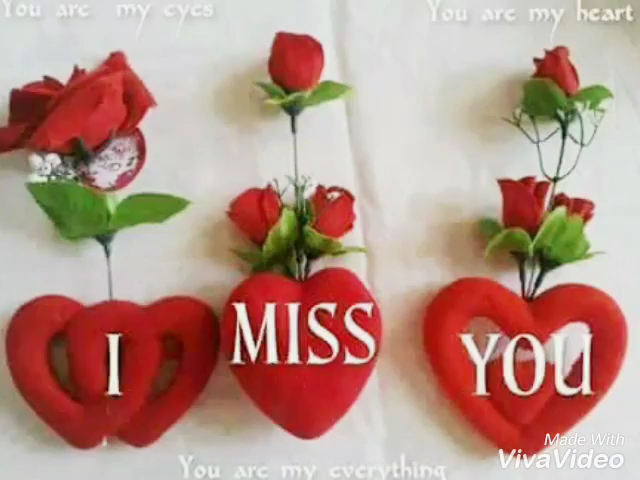 You are my eyes
You are my heart
I MISS YOU
You are my everything
Made With
VivaVideo